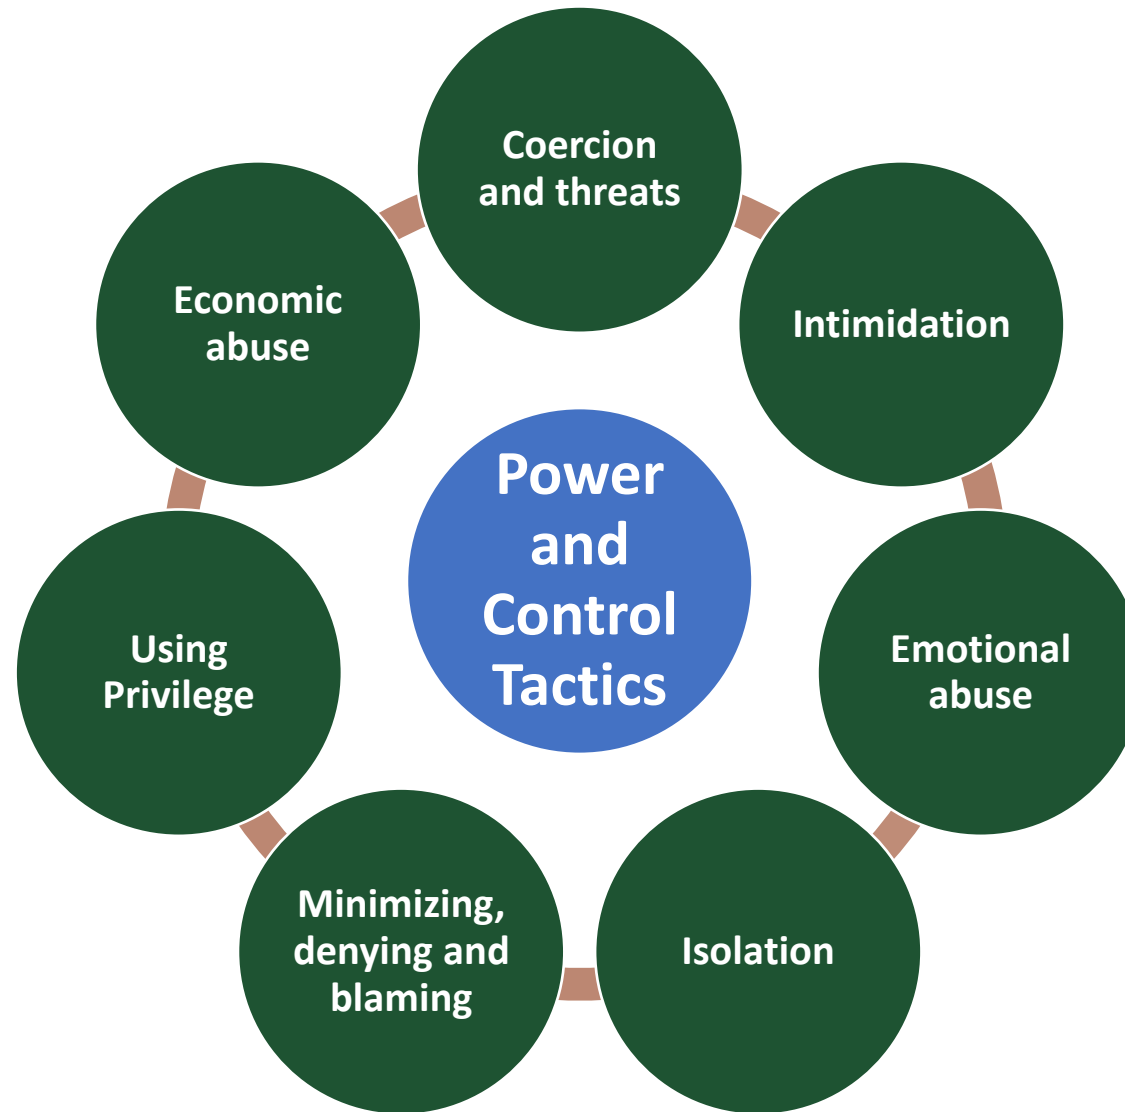 Coercion
and threats
Intimidation
Emotional
abuse
Isolation
Minimizing,
denying and
blaming
Using
Privilege
Economic
abuse
Power
and
Control
Tactics